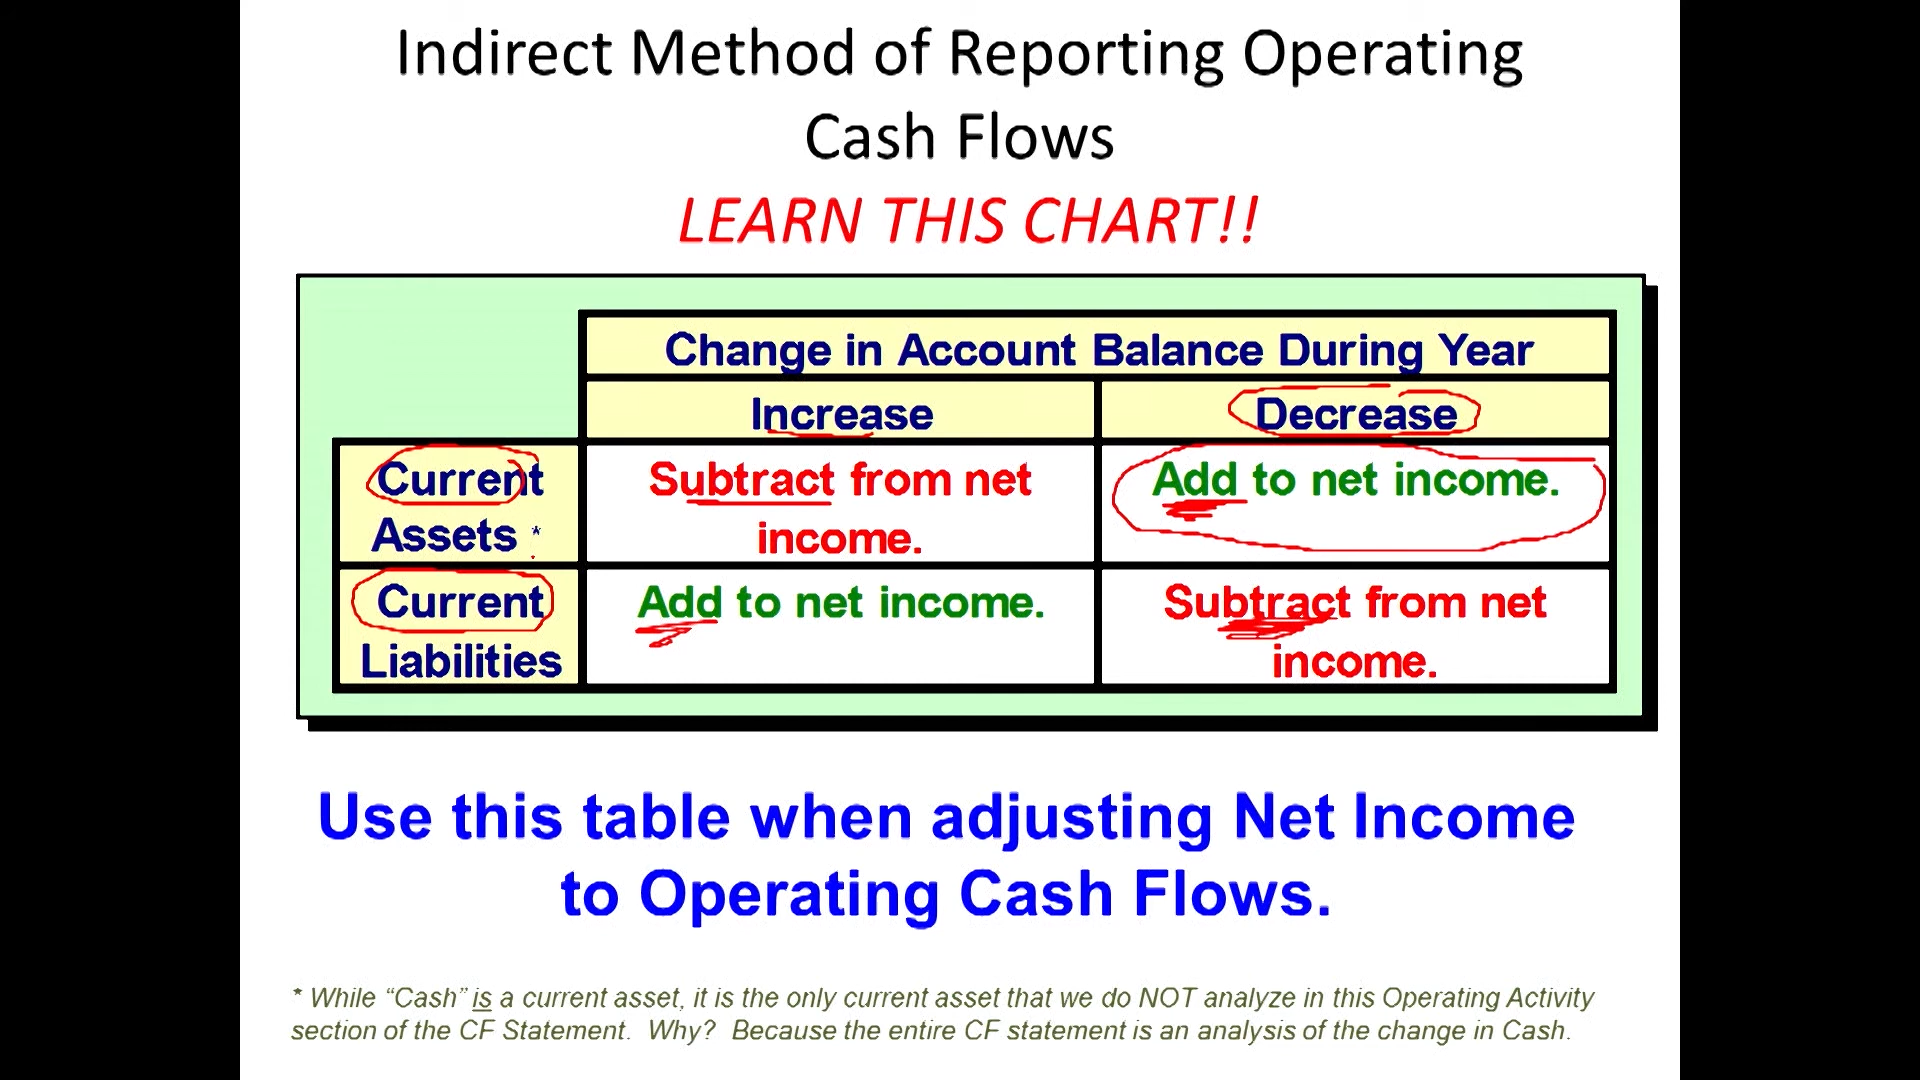 Indirect Method of Reporting Operating
Cash Flows
LEARN THIS CHART!!
Change in Account Balance During Year
Increase Decrease
Current
Assets *
Subtract from net
income.
Add to net income.
Current
Liabilities
Add to net income.
Subtract from net
income.
Use this table when adjusting Net Income
to Operating Cash Flows.
* While “Cash” is a current asset, it is the only current asset that we do NOT analyze in this Operating Activity
section of the CF Statement. Why? Because the entire CF statement is an analysis of the change in Cash.